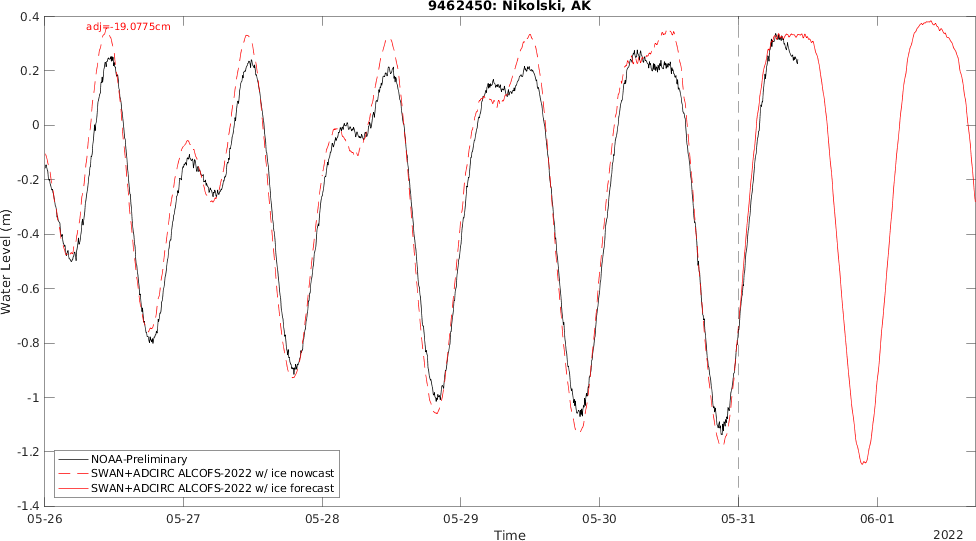 9462450: Nikolski, AK
adj=-19.0775cm
0.4
0.2
0
-0.2
-0.4
-0.6
-0.8
-1
-1.2
-1.4
Water Level (m)
NOAA-Preliminary
SWAN+ADCIRC ALCOFS-2022 w/ ice nowcast
SWAN+ADCIRC ALCOFS-2022 w/ ice forecast
05-26 05-27 05-28 05-29 05-30 05-31 06-01
Time
2022